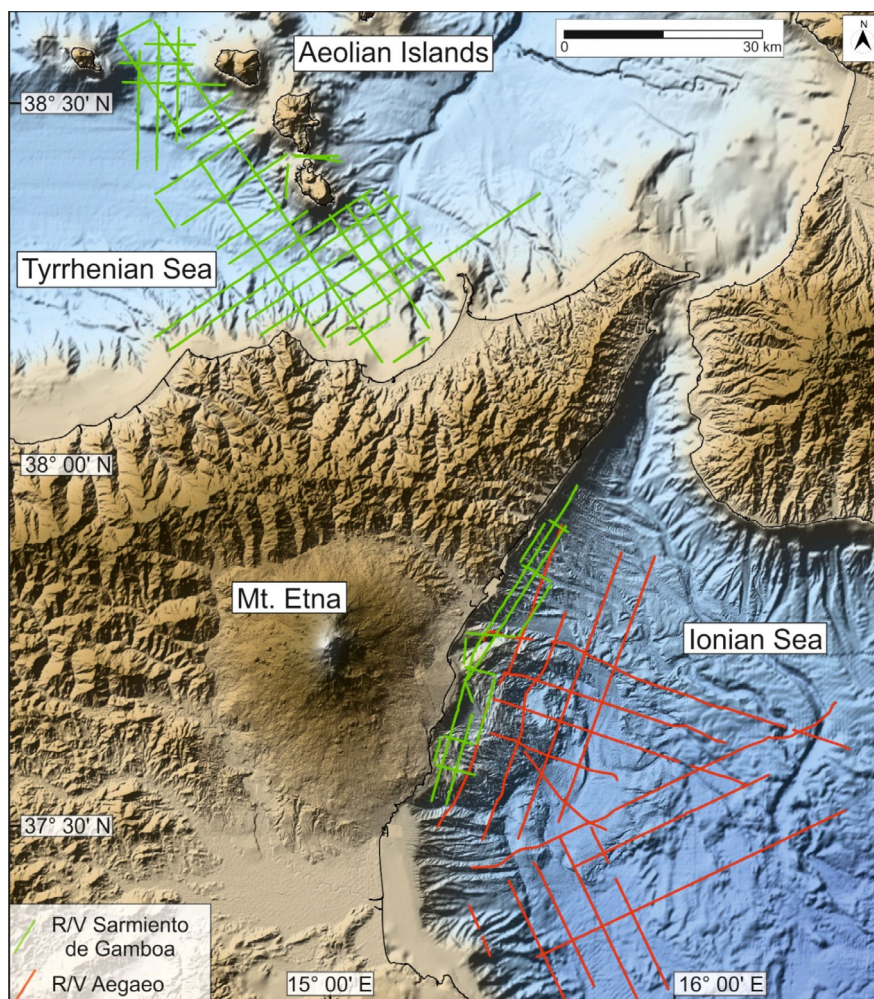 Aeolian Islands
0 30 km
N
38° 30' N
Tyrrhenian Sea
38° 00' N
Mt. Etna
Ionian Sea
37° 30' N
R/V Sarmiento
de Gamboa
R/V Aegaeo
15° 00' E
16° 00' E